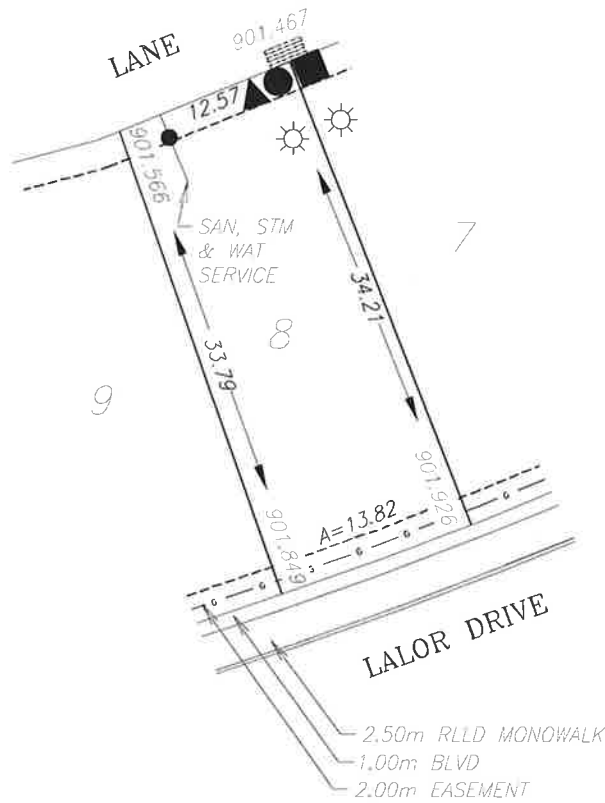 LANE
901.467
12.57
901.566
SAN, STM
& WAT
SERVICE
7
34.21
8
33.79
9
901.926
A=13.82
901.849
G
G
G
G
G
LALOR DRIVE
2.50m RLLD MONOWALK
1.00m BLVD
2.00m EASEMENT